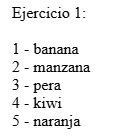 Ejercicio 1:
1 - banana
2 - manzana
3 - pera
4 - kiwi
5 - naranja